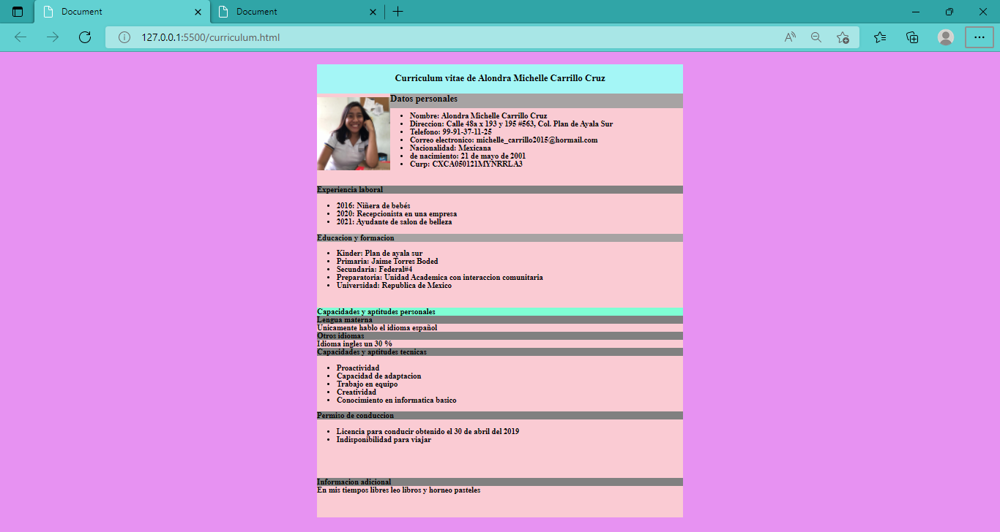 Document
Document
127.0.0.1:5500/curriculum.html
Curriculum vitae de Alondra Michelle Carrillo Cruz
Datos personales
Nombre: Alondra Michelle Carrillo Cruz
Direccion: Calle 48a x 193 y 195 #563, Col. Plan de Ayala Sur
Telefono: 99-91-37-11-25
Correo electronico: michelle_carrillo2015@hormail.com
Nacionalidad: Mexicana
de nacimiento: 21 de mayo de 2001
Curp: CXCA050121MYNRRLA3
Experiencia laboral
2016: Niñera de bebés
2020: Recepcionista en una empresa
2021: Ayudante de salon de belleza
Educacion y formacion
Kinder: Plan de ayala sur
Primaria: Jaime Torres Boded
Secundaria: Federal#4
Preparatoria: Unidad Academica con interaccion comunitaria
Universidad: Republica de Mexico
Capacidades y aptitudes personales
Lengua materna
Unicamente hablo el idioma español
Otros idiomas
Idioma ingles un 30 %
Capacidades y aptitudes tecnicas
Proactividad
Capacidad de adaptacion
Trabajo en equipo
Creatividad
Conocimiento en informatica basico
Permiso de conduccion
Licencia para conducir obtenido el 30 de abril del 2019
Indisponibilidad para viajar
Informacion adicional
En mis tiempos libres leo libros y horneo pasteles